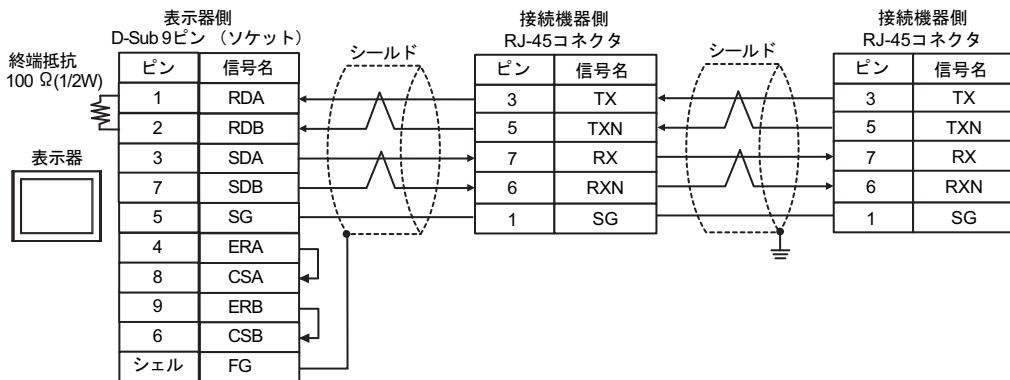 表示器側
D-Sub 9ピン （ソケット）
終端抵抗
100 Ω(1/2W)
表示器
ピン 信号名
1 RDA
2 RDB
3 SDA
7 SDB
5 SG
4 ERA
8 CSA
9 ERB
6 CSB
シェル FG
シールド
接続機器側
RJ-45コネクタ
ピン 信号名
3 TX
5 TXN
7 RX
6 RXN
1 SG
シールド
接続機器側
RJ-45コネクタ
ピン 信号名
3 TX
5 TXN
7 RX
6 RXN
1 SG